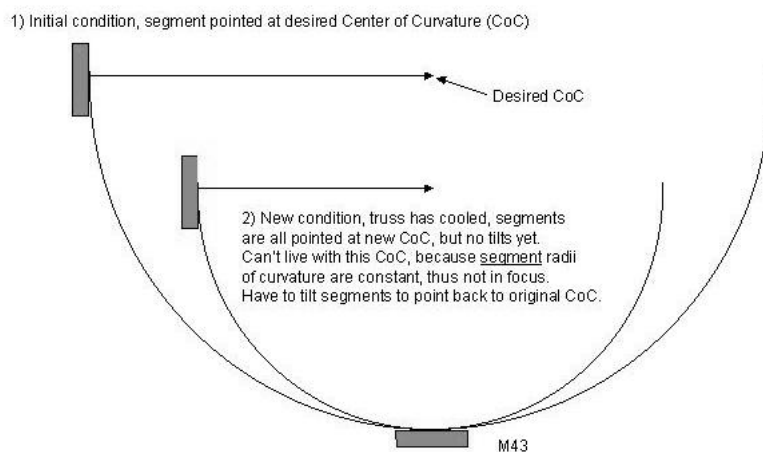 1) Initial condition, segment pointed at desired Center of Curvature (CoC)
Desired CoC
2) New condition, truss has cooled, segments
are all pointed at new CoC, but no tilts yet.
Can't live with this CoC, because segment radii
of curvature are constant, thus not in focus.
Have to tilt segments to point back to original CoC.
M43